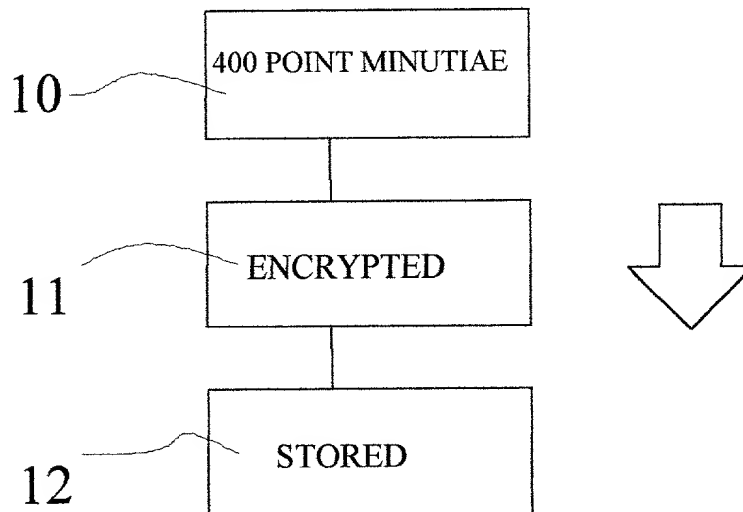 400 POINT MINUTIAE
10
ENCRYPTED
11
STORED
12